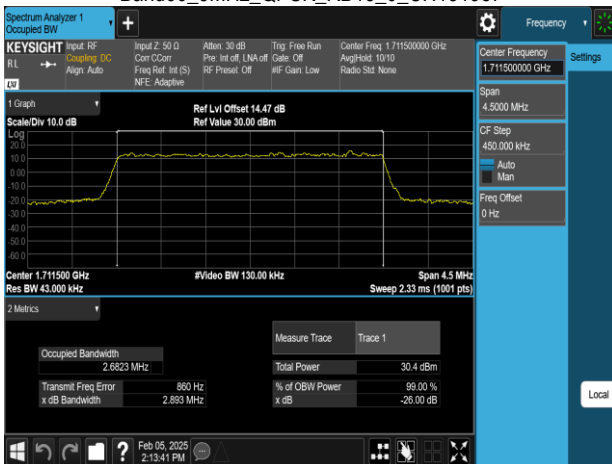 Spectrum Analyzer 1
Occupied BW
+
Frequency
KEYSIGHT
RL
LXI
Input: RF
Coupling: DC
Align: Auto
Input Z: 50 Ω
Corr CCorr
Freq Ref: Int (S)
NFE: Adaptive
Atten: 30 dB
Pre: Int off, LNA off
RF Presel: Off
Trig: Free Run
Gate: Off
#IF Gain: Low
Center Freq: 1.711500000 GHz
Avg|Hold: 10/10
Radio Std: None
Center Frequency
1.711500000 GHz
Settings
Span
4.5000 MHz
CF Step
450.000 kHz
Auto
Man
Freq Offset
0 Hz
1 Graph
Scale/Div 10.0 dB
Ref Lvl Offset 14.47 dB
Ref Value 30.00 dBm
Log
20.0
10.0
0.00
-10.0
-20.0
-30.0
-40.0
-50.0
-60.0
Center 1.711500 GHz
Res BW 43.000 kHz
#Video BW 130.00 kHz
Span 4.5 MHz
Sweep 2.33 ms (1001 pts)
2 Metrics
Measure Trace Trace 1
Occupied Bandwidth
2.6823 MHz
Total Power 30.4 dBm
Transmit Freq Error 860 Hz
% of OBW Power 99.00 %
x dB Bandwidth 2.893 MHz
x dB -26.00 dB
Local
?
Feb 05, 2025
2:13:41 PM